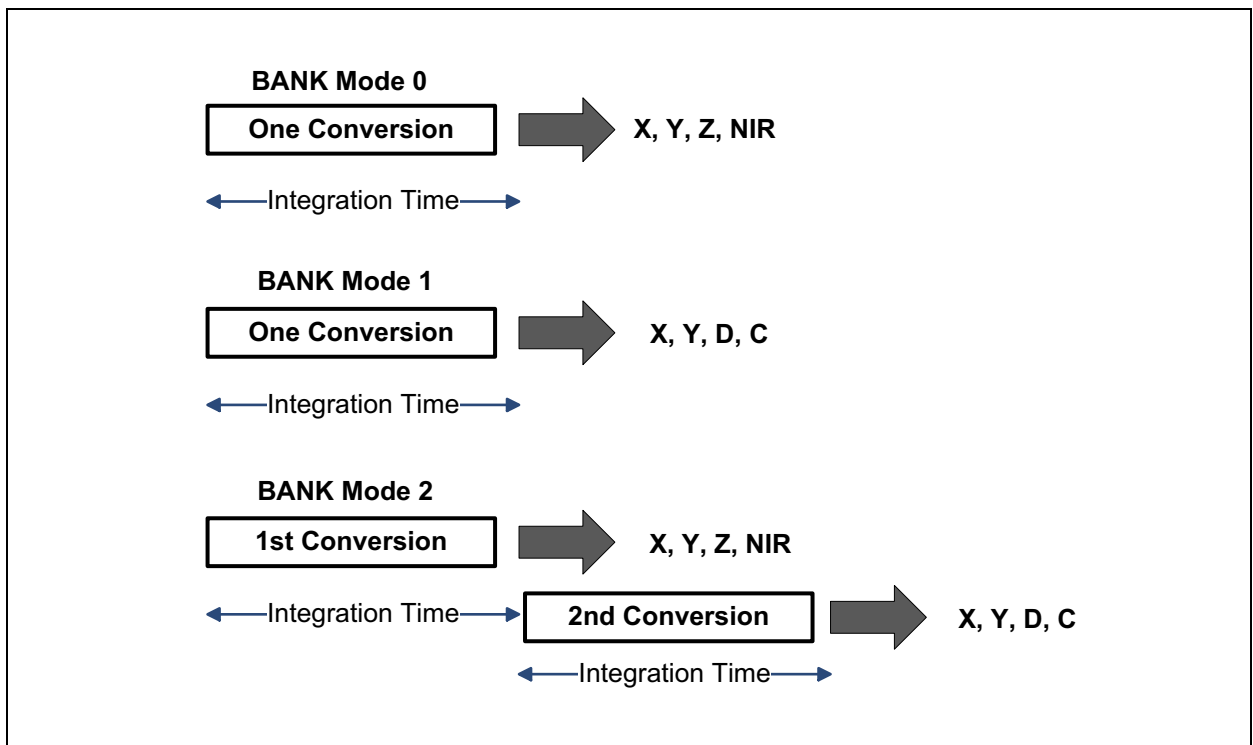 BANK Mode 0
One Conversion
X, Y, Z, NIR
Integration Time
BANK Mode 1
One Conversion
X, Y, D, C
Integration Time
BANK Mode 2
1st Conversion
X, Y, Z, NIR
Integration Time
2nd Conversion
X, Y, D, C
Integration Time